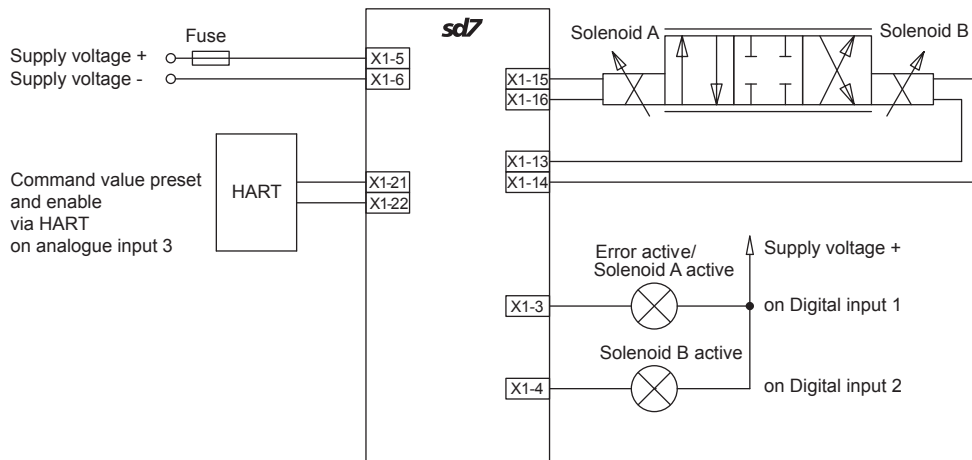 sd7
Fuse
Supply voltage +
Supply voltage -
X1-5
X1-6
X1-15
X1-16
Solenoid A
Solenoid B
X1-13
X1-14
Command value preset
and enable
via HART
on analogue input 3
HART
X1-21
X1-22
Error active/
Solenoid A active
Supply voltage +
X1-3
on Digital input 1
Solenoid B active
X1-4
on Digital input 2